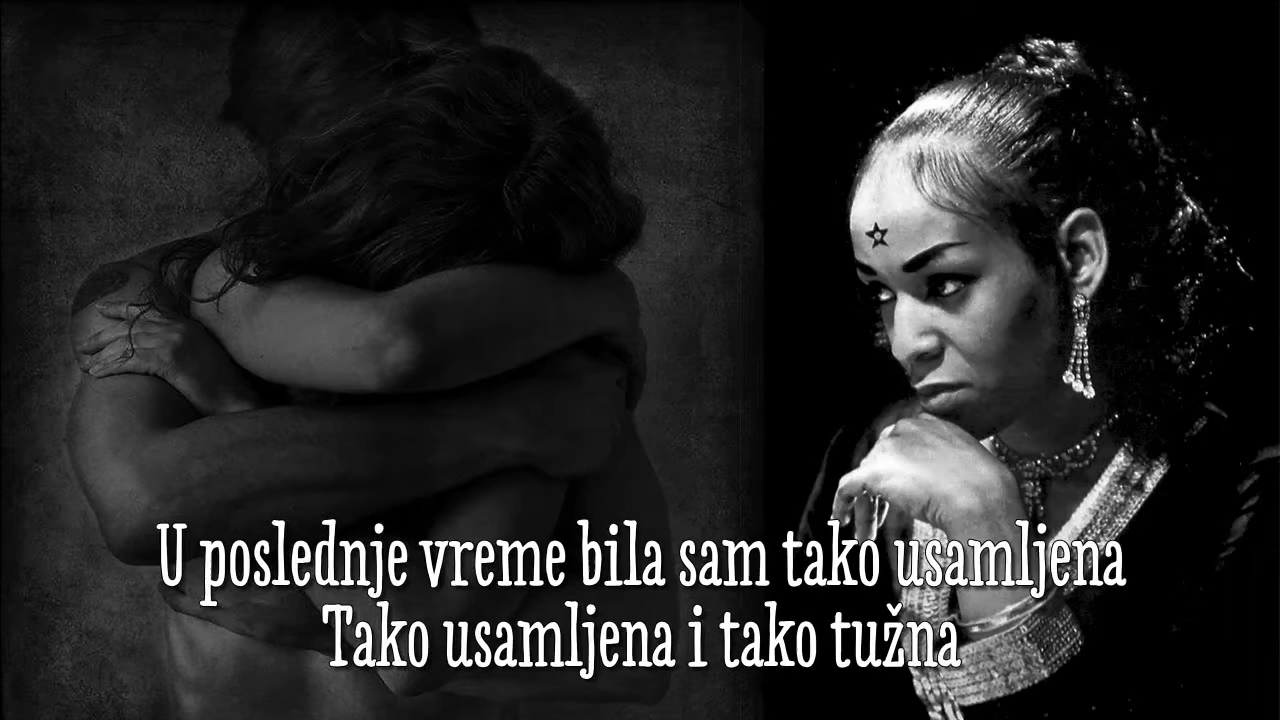 U poslednje vreme bila sam tako usamljena
Tako usamljena i tako tužna